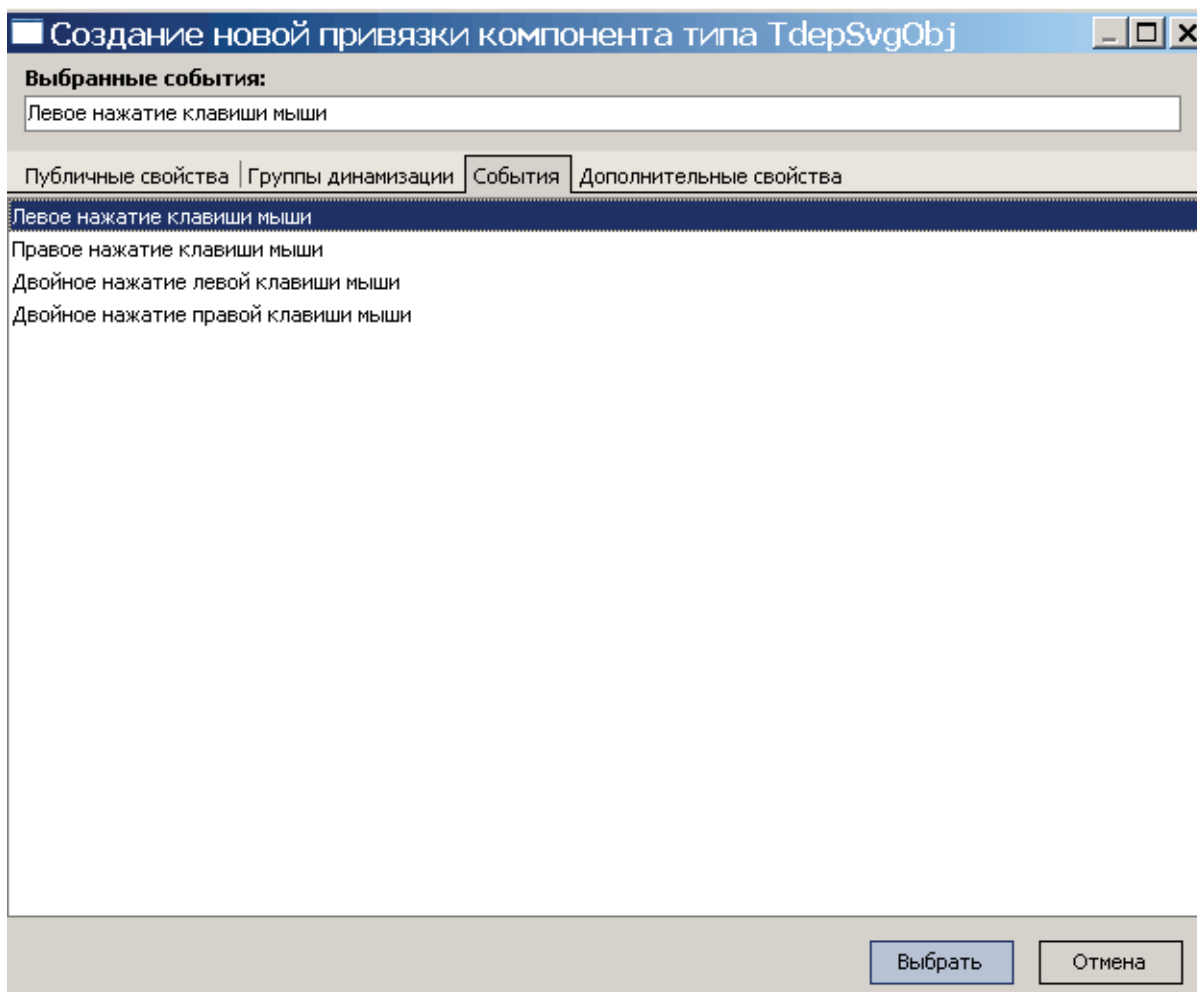 Создание новой привязки компонента типа TdepSvgObj
Выбранные события:
Левое нажатие клавиши мыши
Публичные свойства Группы динамизации События Дополнительные свойства
Левое нажатие клавиши мыши
Правое нажатие клавиши мыши
Двойное нажатие левой клавиши мыши
Двойное нажатие правой клавиши мыши
Выбрать Отмена